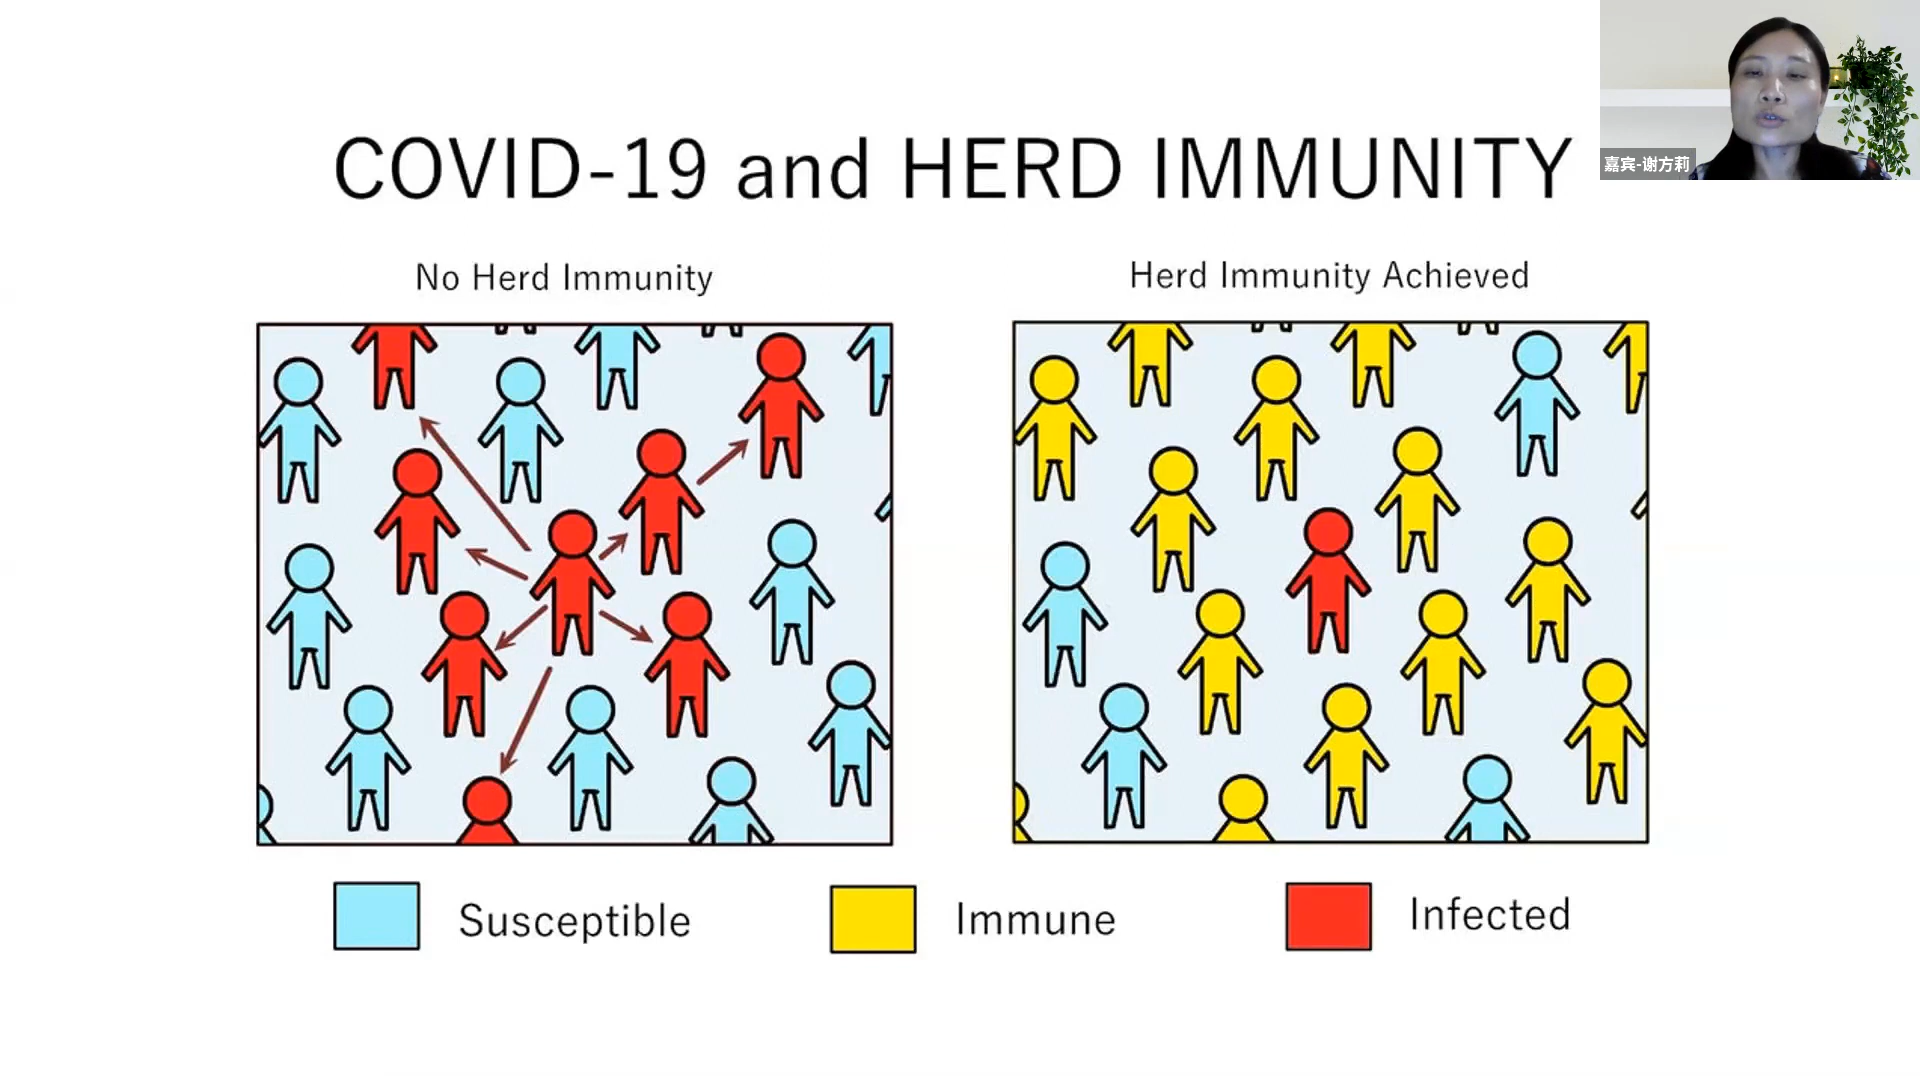 嘉宾-谢方莉
COVID-19 and HERD IMMUNITY
No Herd Immunity
Herd Immunity Achieved
Susceptible
Immune
Infected